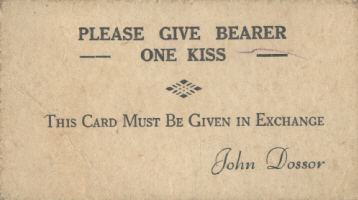 PLEASE GIVE BEARER
— ONE KISS —
THIS CARD MUST BE GIVEN IN EXCHANGE
John Dossor